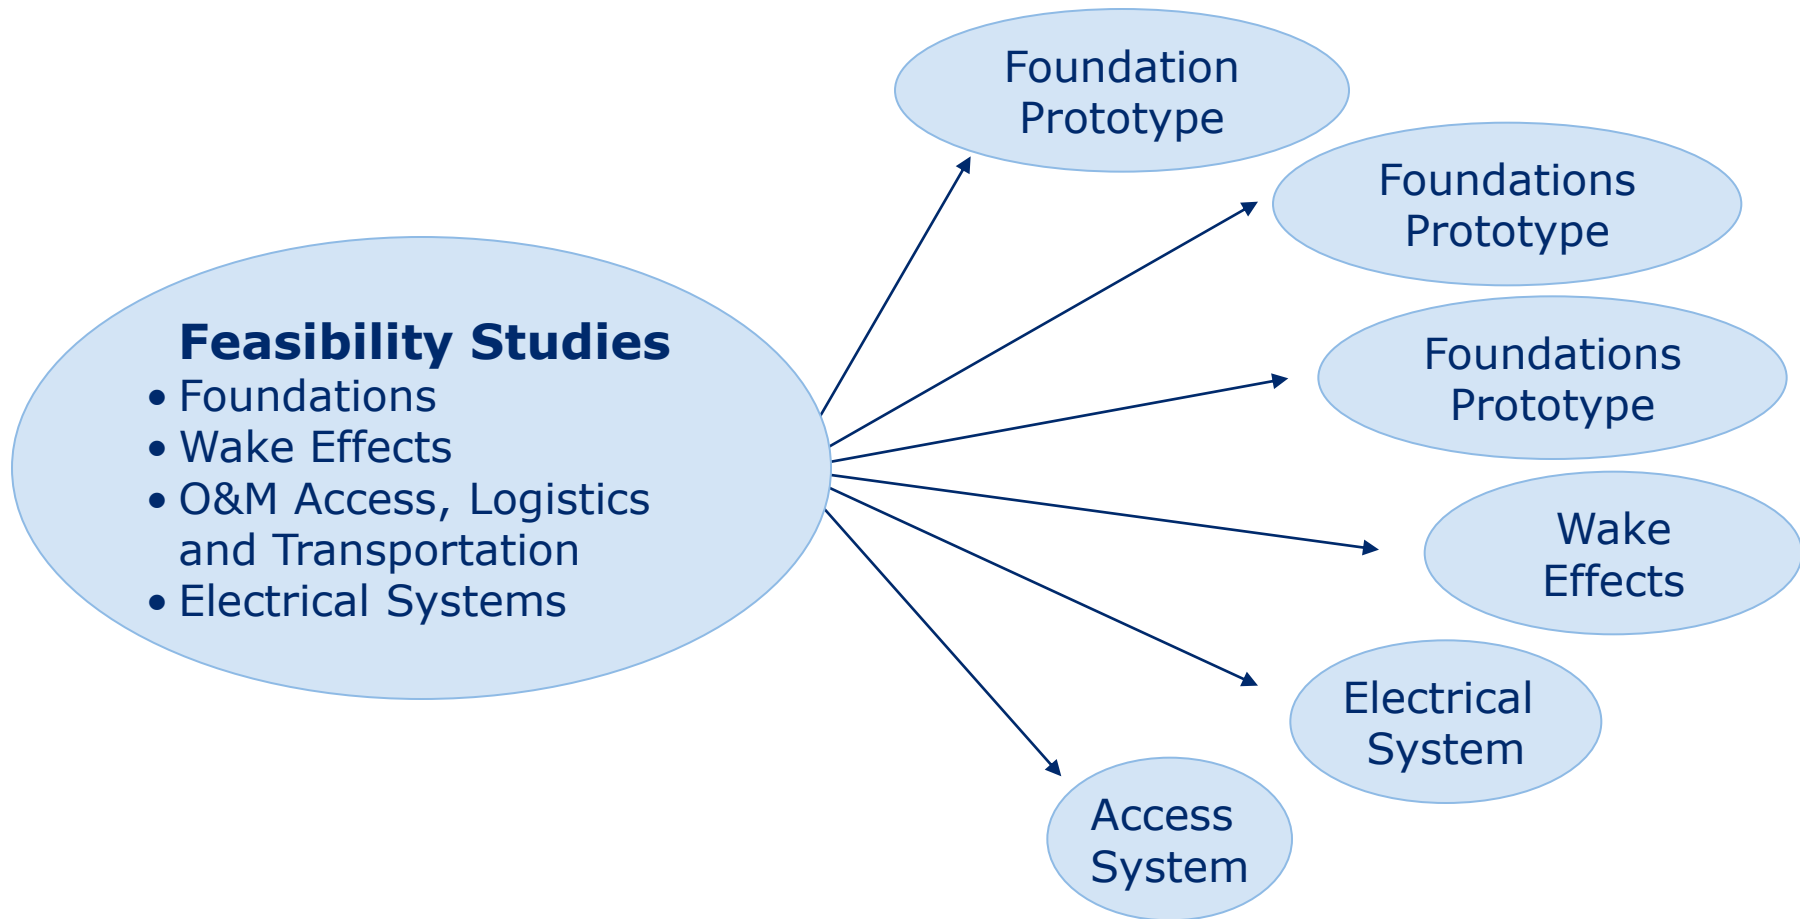 Foundation
Prototype
Foundations
Prototype
Feasibility Studies
• Foundations
• Wake Effects
• O&M Access, Logistics
and Transportation
• Electrical Systems
Foundations
Prototype
Wake
Effects
Electrical
System
Access
System